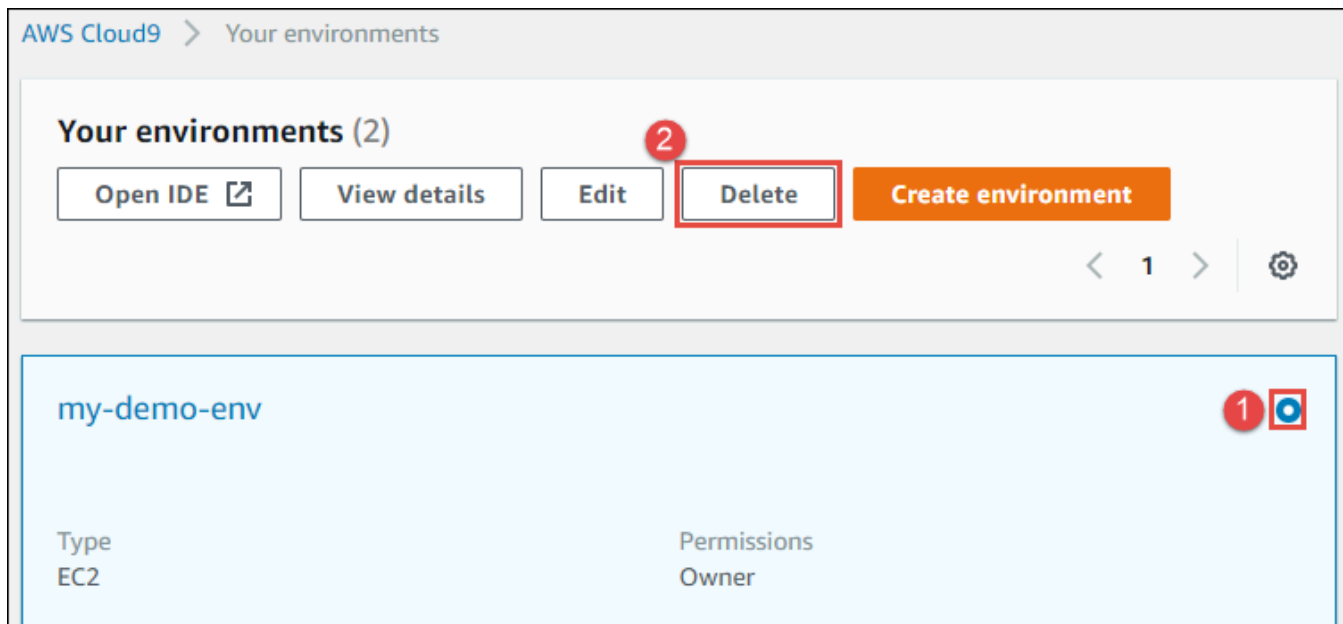 AWS Cloud9 > Your environments
Your environments (2)
2
Open IDE View details Edit Delete Create environment
< 1 >
my-demo-env
1
Type Permissions
EC2 Owner